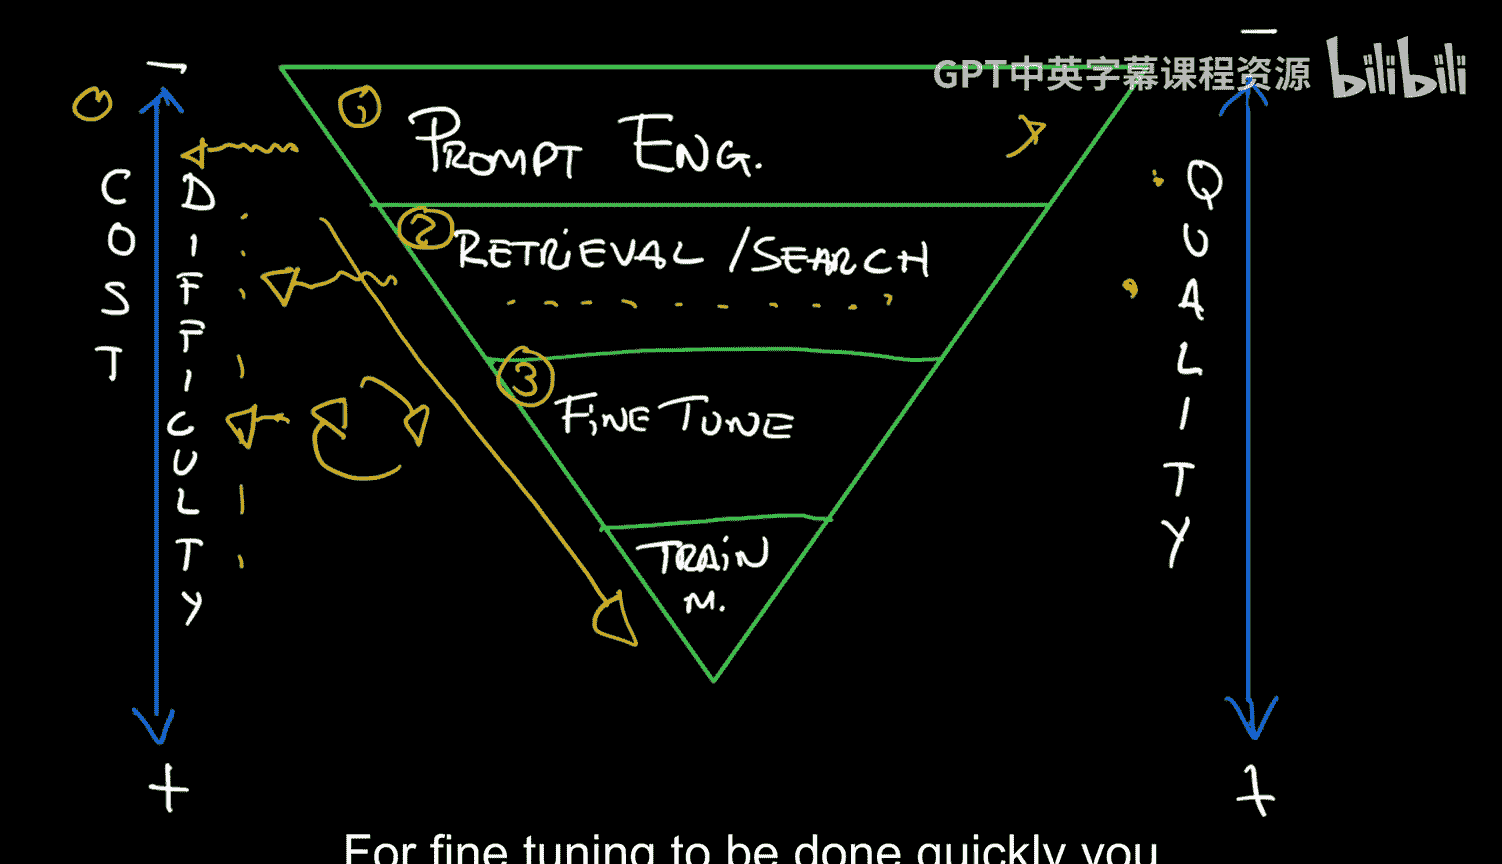 GPT中英字幕课程资源 bilibili
−
−
COST
DIFFICULTY
QUALITY
1
PROMPT ENG.
2
RETRIEVAL / SEARCH
3
FINE TUNE
TRAIN
M.
+
+
For fine tuning to be done quickly you